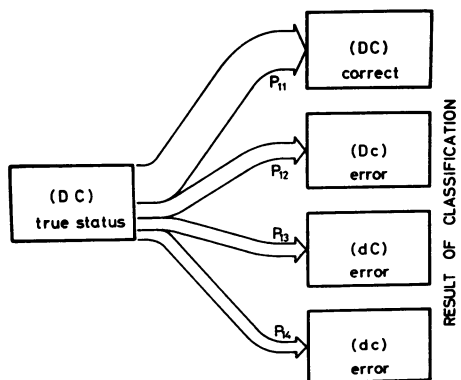 (DC)
correct
P11
(Dc)
error
P12
(DC)
true status
P13
(dC)
error
P14
(dc)
error
RESULT OF CLASSIFICATION